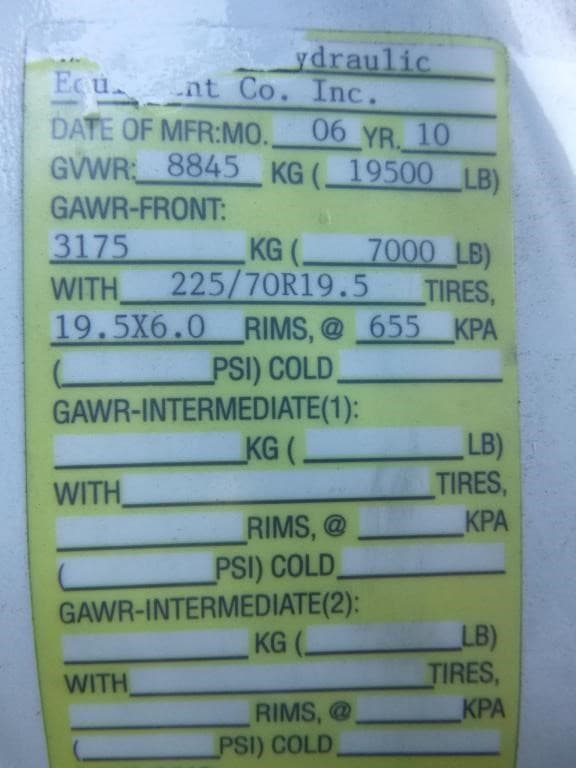 ydraulic
nt Co. Inc.
DATE OF MFR:MO. 06 YR. 10
GVWR: 8845 KG ( 19500 LB)
GAWR-FRONT:
3175 KG ( 7000 LB)
WITH 225/70R19.5 TIRES,
19.5X6.0 RIMS, @ 655 KPA
( PSI) COLD
GAWR-INTERMEDIATE(1):
KG ( LB)
WITH TIRES,
RIMS, @ KPA
( PSI) COLD
GAWR-INTERMEDIATE(2):
KG ( LB)
WITH TIRES,
RIMS, @ KPA
( PSI) COLD